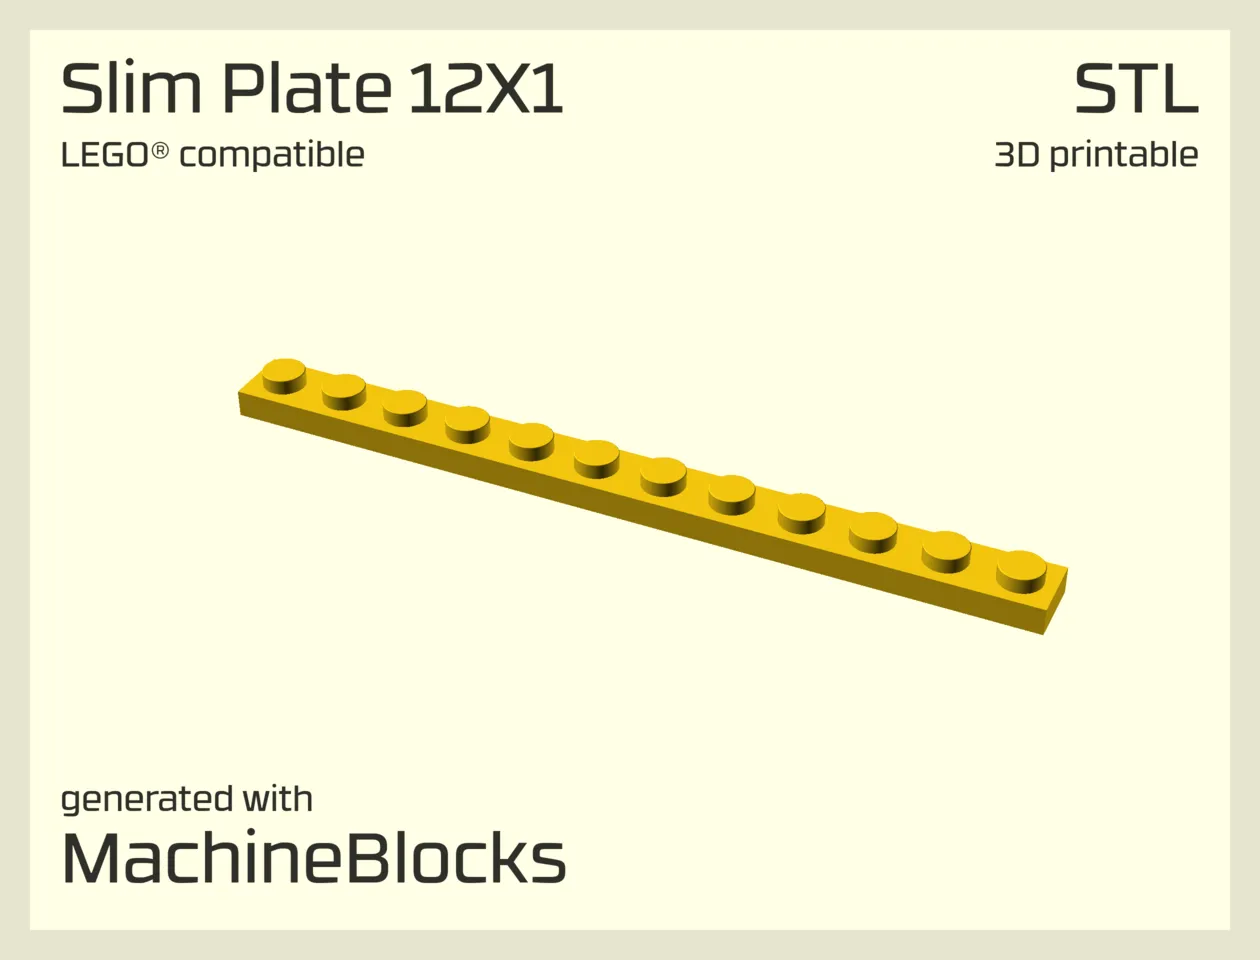 Slim Plate 12X1
LEGO® compatible
STL
3D printable
generated with
MachineBlocks